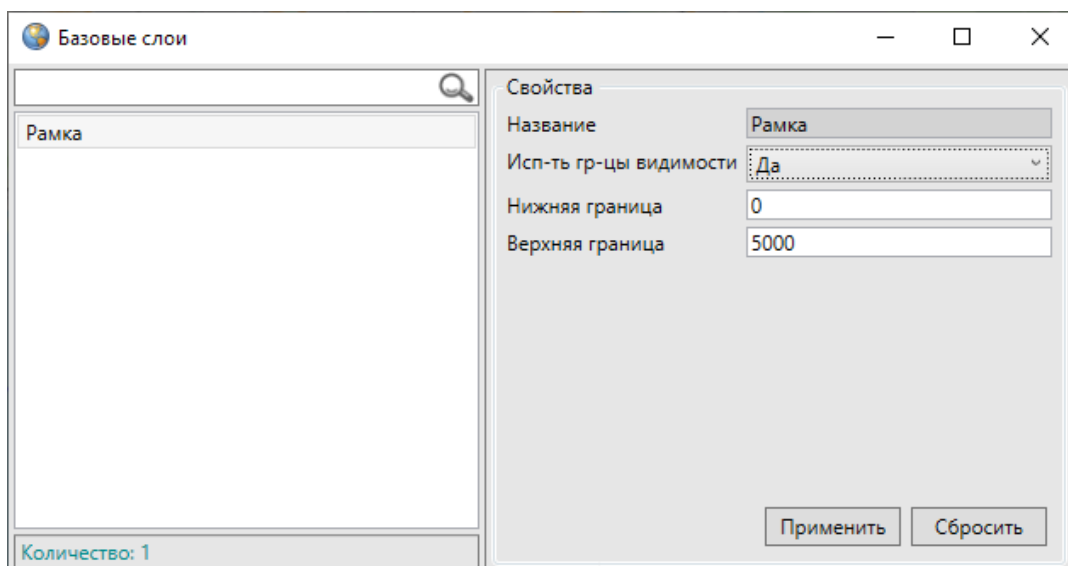 Базовые слои
Рамка
Количество: 1
Свойства
Название Рамка
Исп-ть гр-цы видимости Да
Нижняя граница 0
Верхняя граница 5000
Применить Сбросить